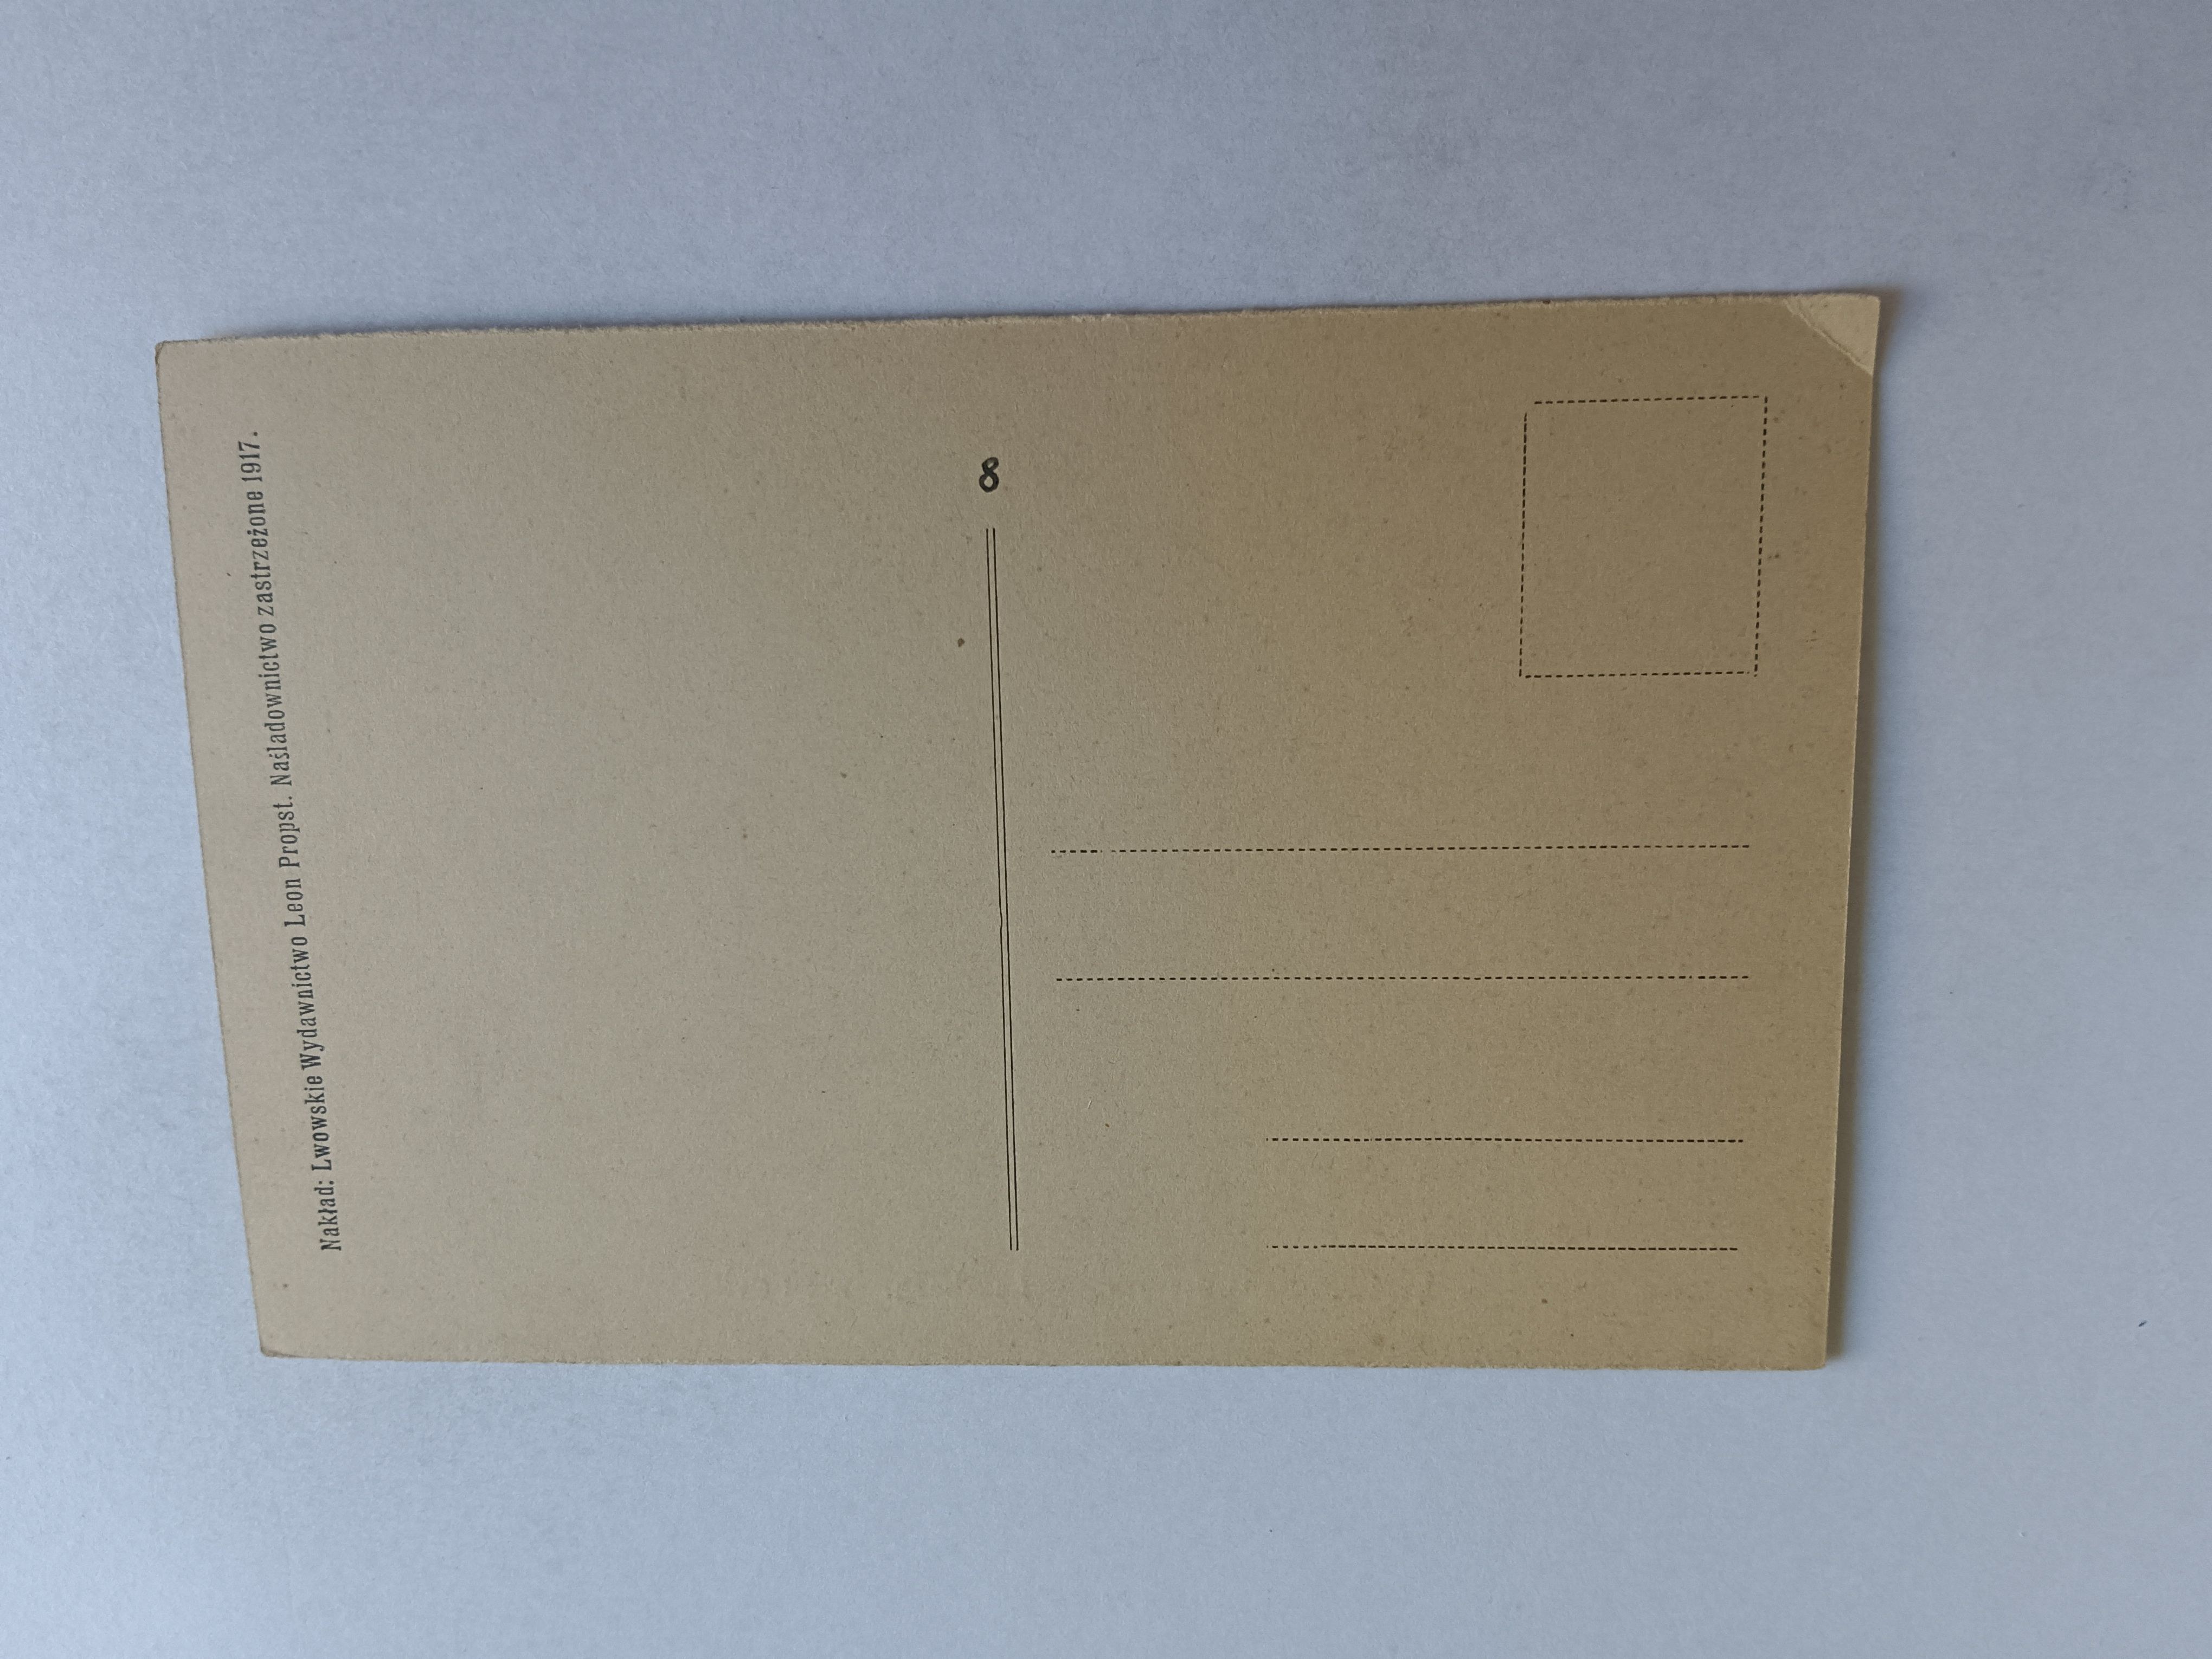 Nakład: Lwowskie Wydawnictwo Leon Propst. Naśladownictwo zastrzeżone 1917.
8